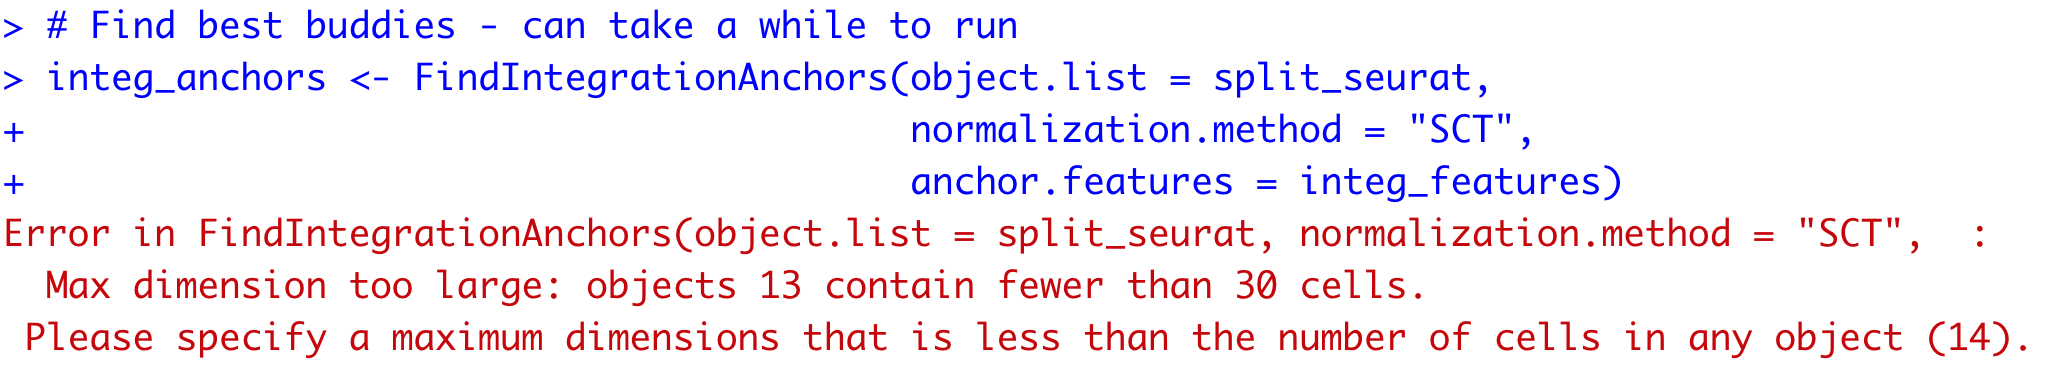 > # Find best buddies - can take a while to run
> integ_anchors <- FindIntegrationAnchors(object.list = split_seurat,
+                                         normalization.method = "SCT",
+                                         anchor.features = integ_features)
Error in FindIntegrationAnchors(object.list = split_seurat, normalization.method = "SCT",  :
  Max dimension too large: objects 13 contain fewer than 30 cells.
 Please specify a maximum dimensions that is less than the number of cells in any object (14).